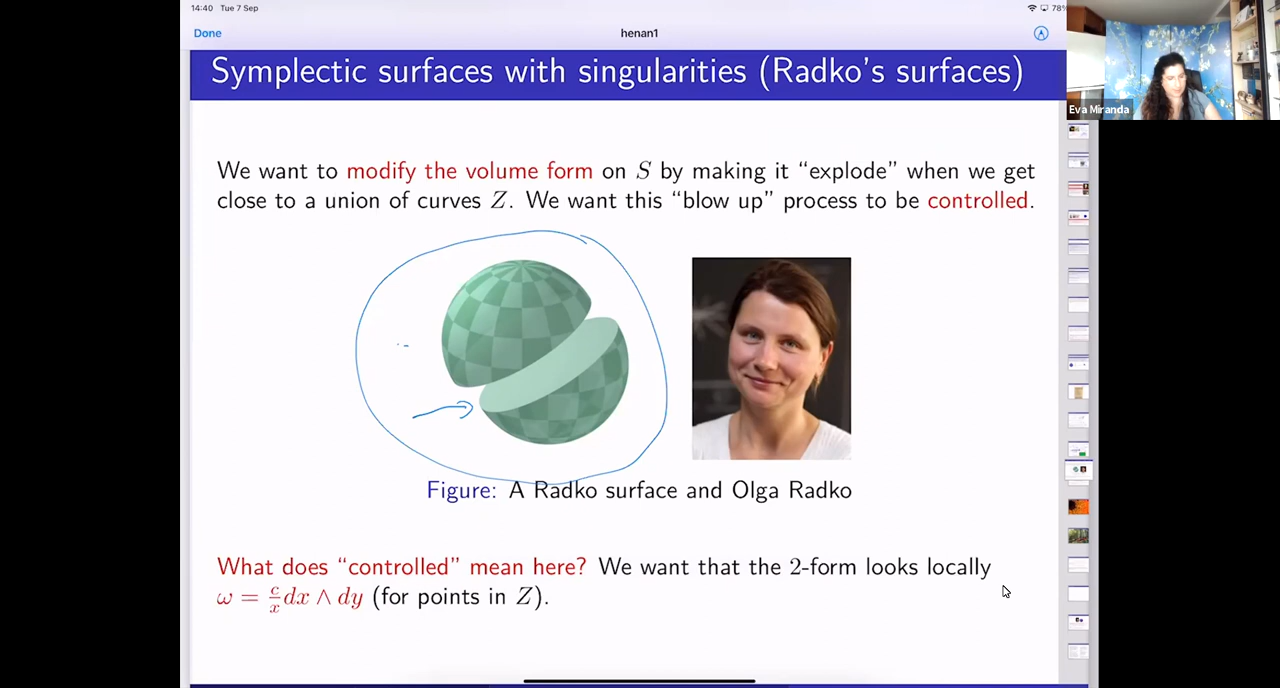 14:40 Tue 7 Sep
78%
Done
henan1
Eva Miranda
Symplectic surfaces with singularities (Radko's surfaces)
We want to modify the volume form on S by making it “explode” when we get
close to a union of curves Z. We want this “blow up” process to be controlled.
Figure: A Radko surface and Olga Radko
What does “controlled” mean here? We want that the 2-form looks locally
ω = c/x dx ∧ dy (for points in Z).